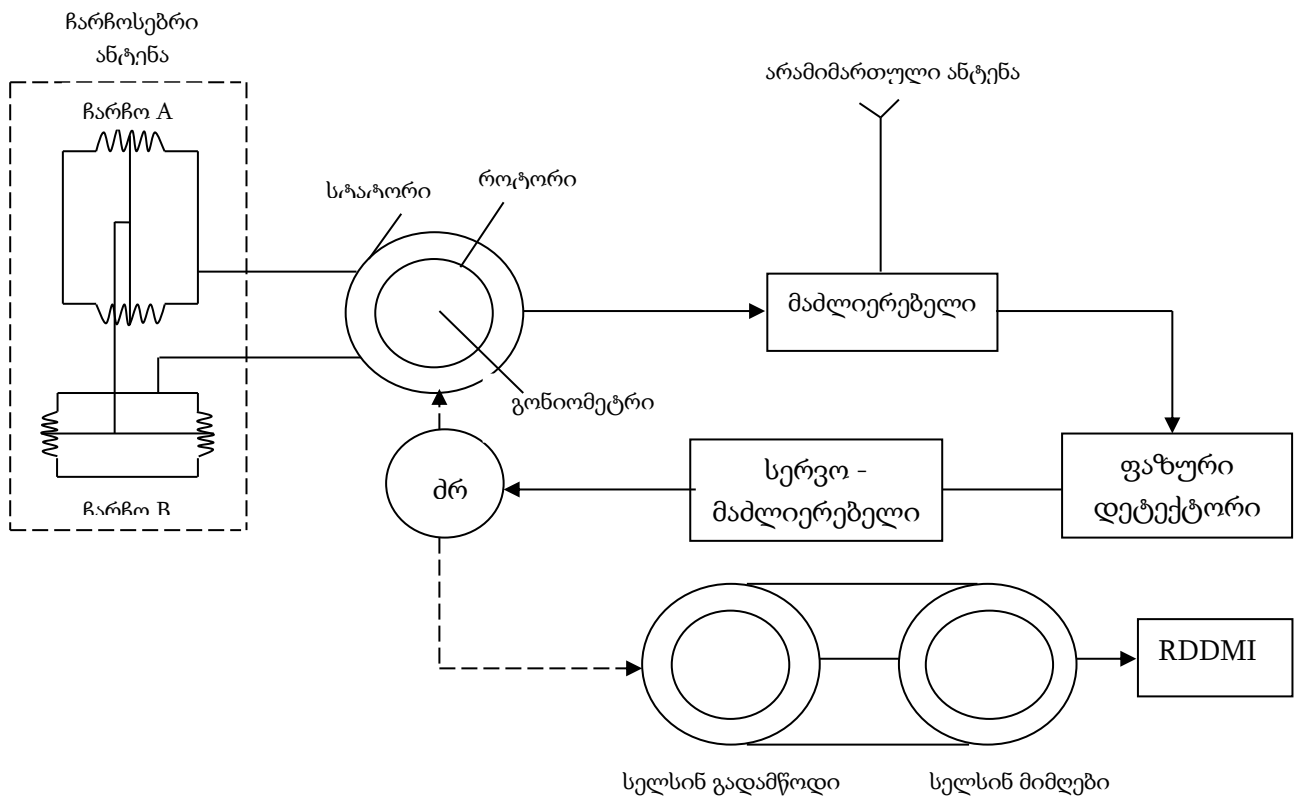 ჩარჩოსებრი
ანტენა
ჩარჩო A
არამიმართული ანტენა
სტატორი
როტორი
მაძლიერებელი
გონიომეტრი
ძრ
სერვო -
მაძლიერებელი
ფაზური
დეტექტორი
ჩარჩო B
RDDMI
სელსინ გადამწოდი
სელსინ მიმღები